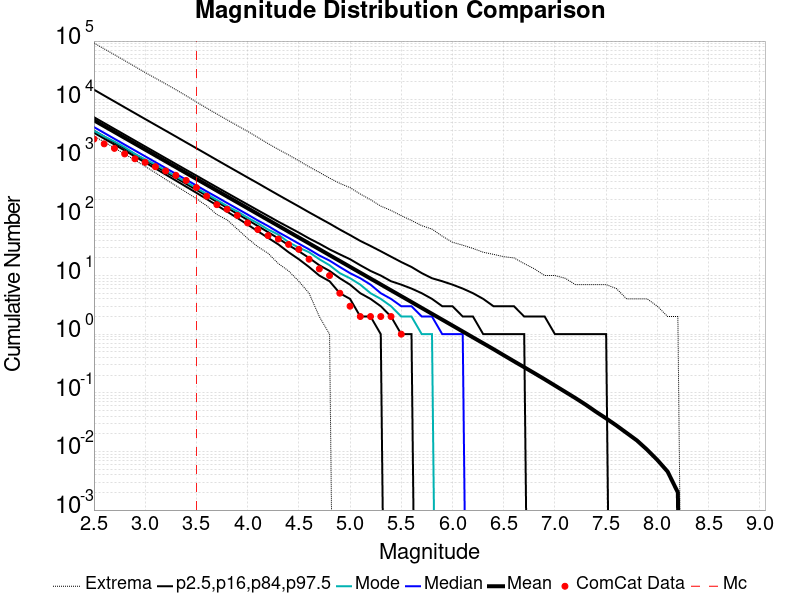 Magnitude Distribution Comparison
10^5
10^4
10^3
10^2
10^1
10^0
10^-1
10^-2
10^-3
Cumulative Number
2.5 3.0 3.5 4.0 4.5 5.0 5.5 6.0 6.5 7.0 7.5 8.0 8.5 9.0
Magnitude
Extrema p2.5,p16,p84,p97.5 Mode Median Mean ComCat Data Mc